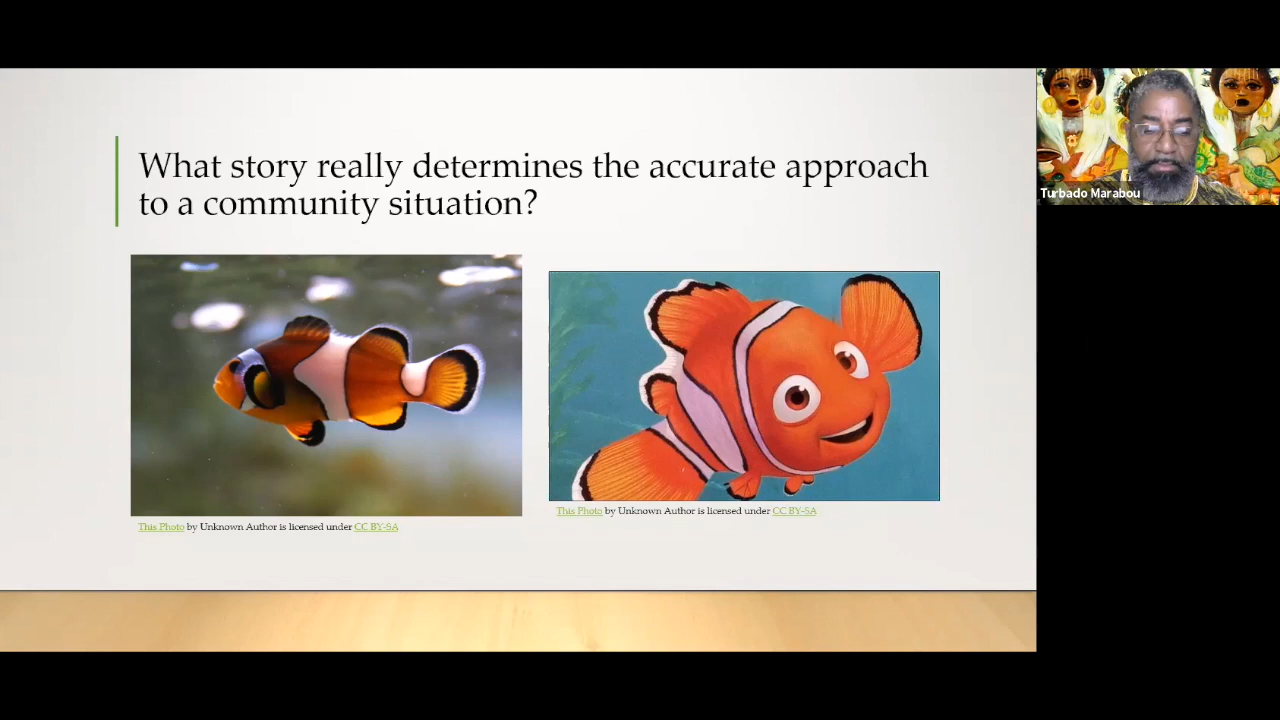 What story really determines the accurate approach
to a community situation?
This Photo by Unknown Author is licensed under CC BY-SA
This Photo by Unknown Author is licensed under CC BY-SA
Turbado Marabou